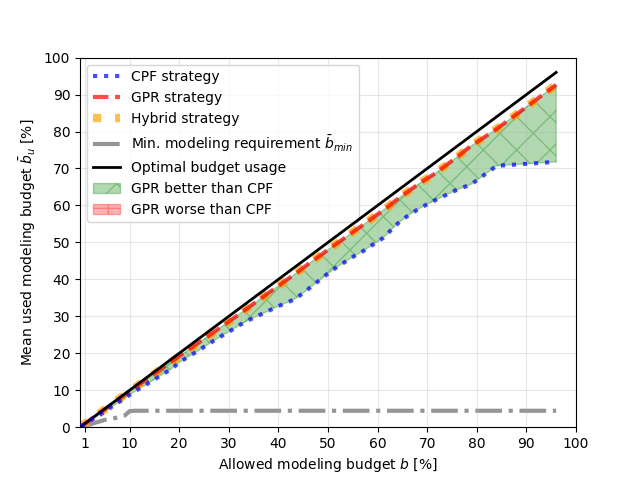 100
90
80
70
60
50
40
30
20
10
0
Mean used modeling budget b̄ᵤ [%]
CPF strategy
GPR strategy
Hybrid strategy
Min. modeling requirement b̄ₘᵢₙ
Optimal budget usage
GPR better than CPF
GPR worse than CPF
1 10 20 30 40 50 60 70 80 90 100
Allowed modeling budget b [%]